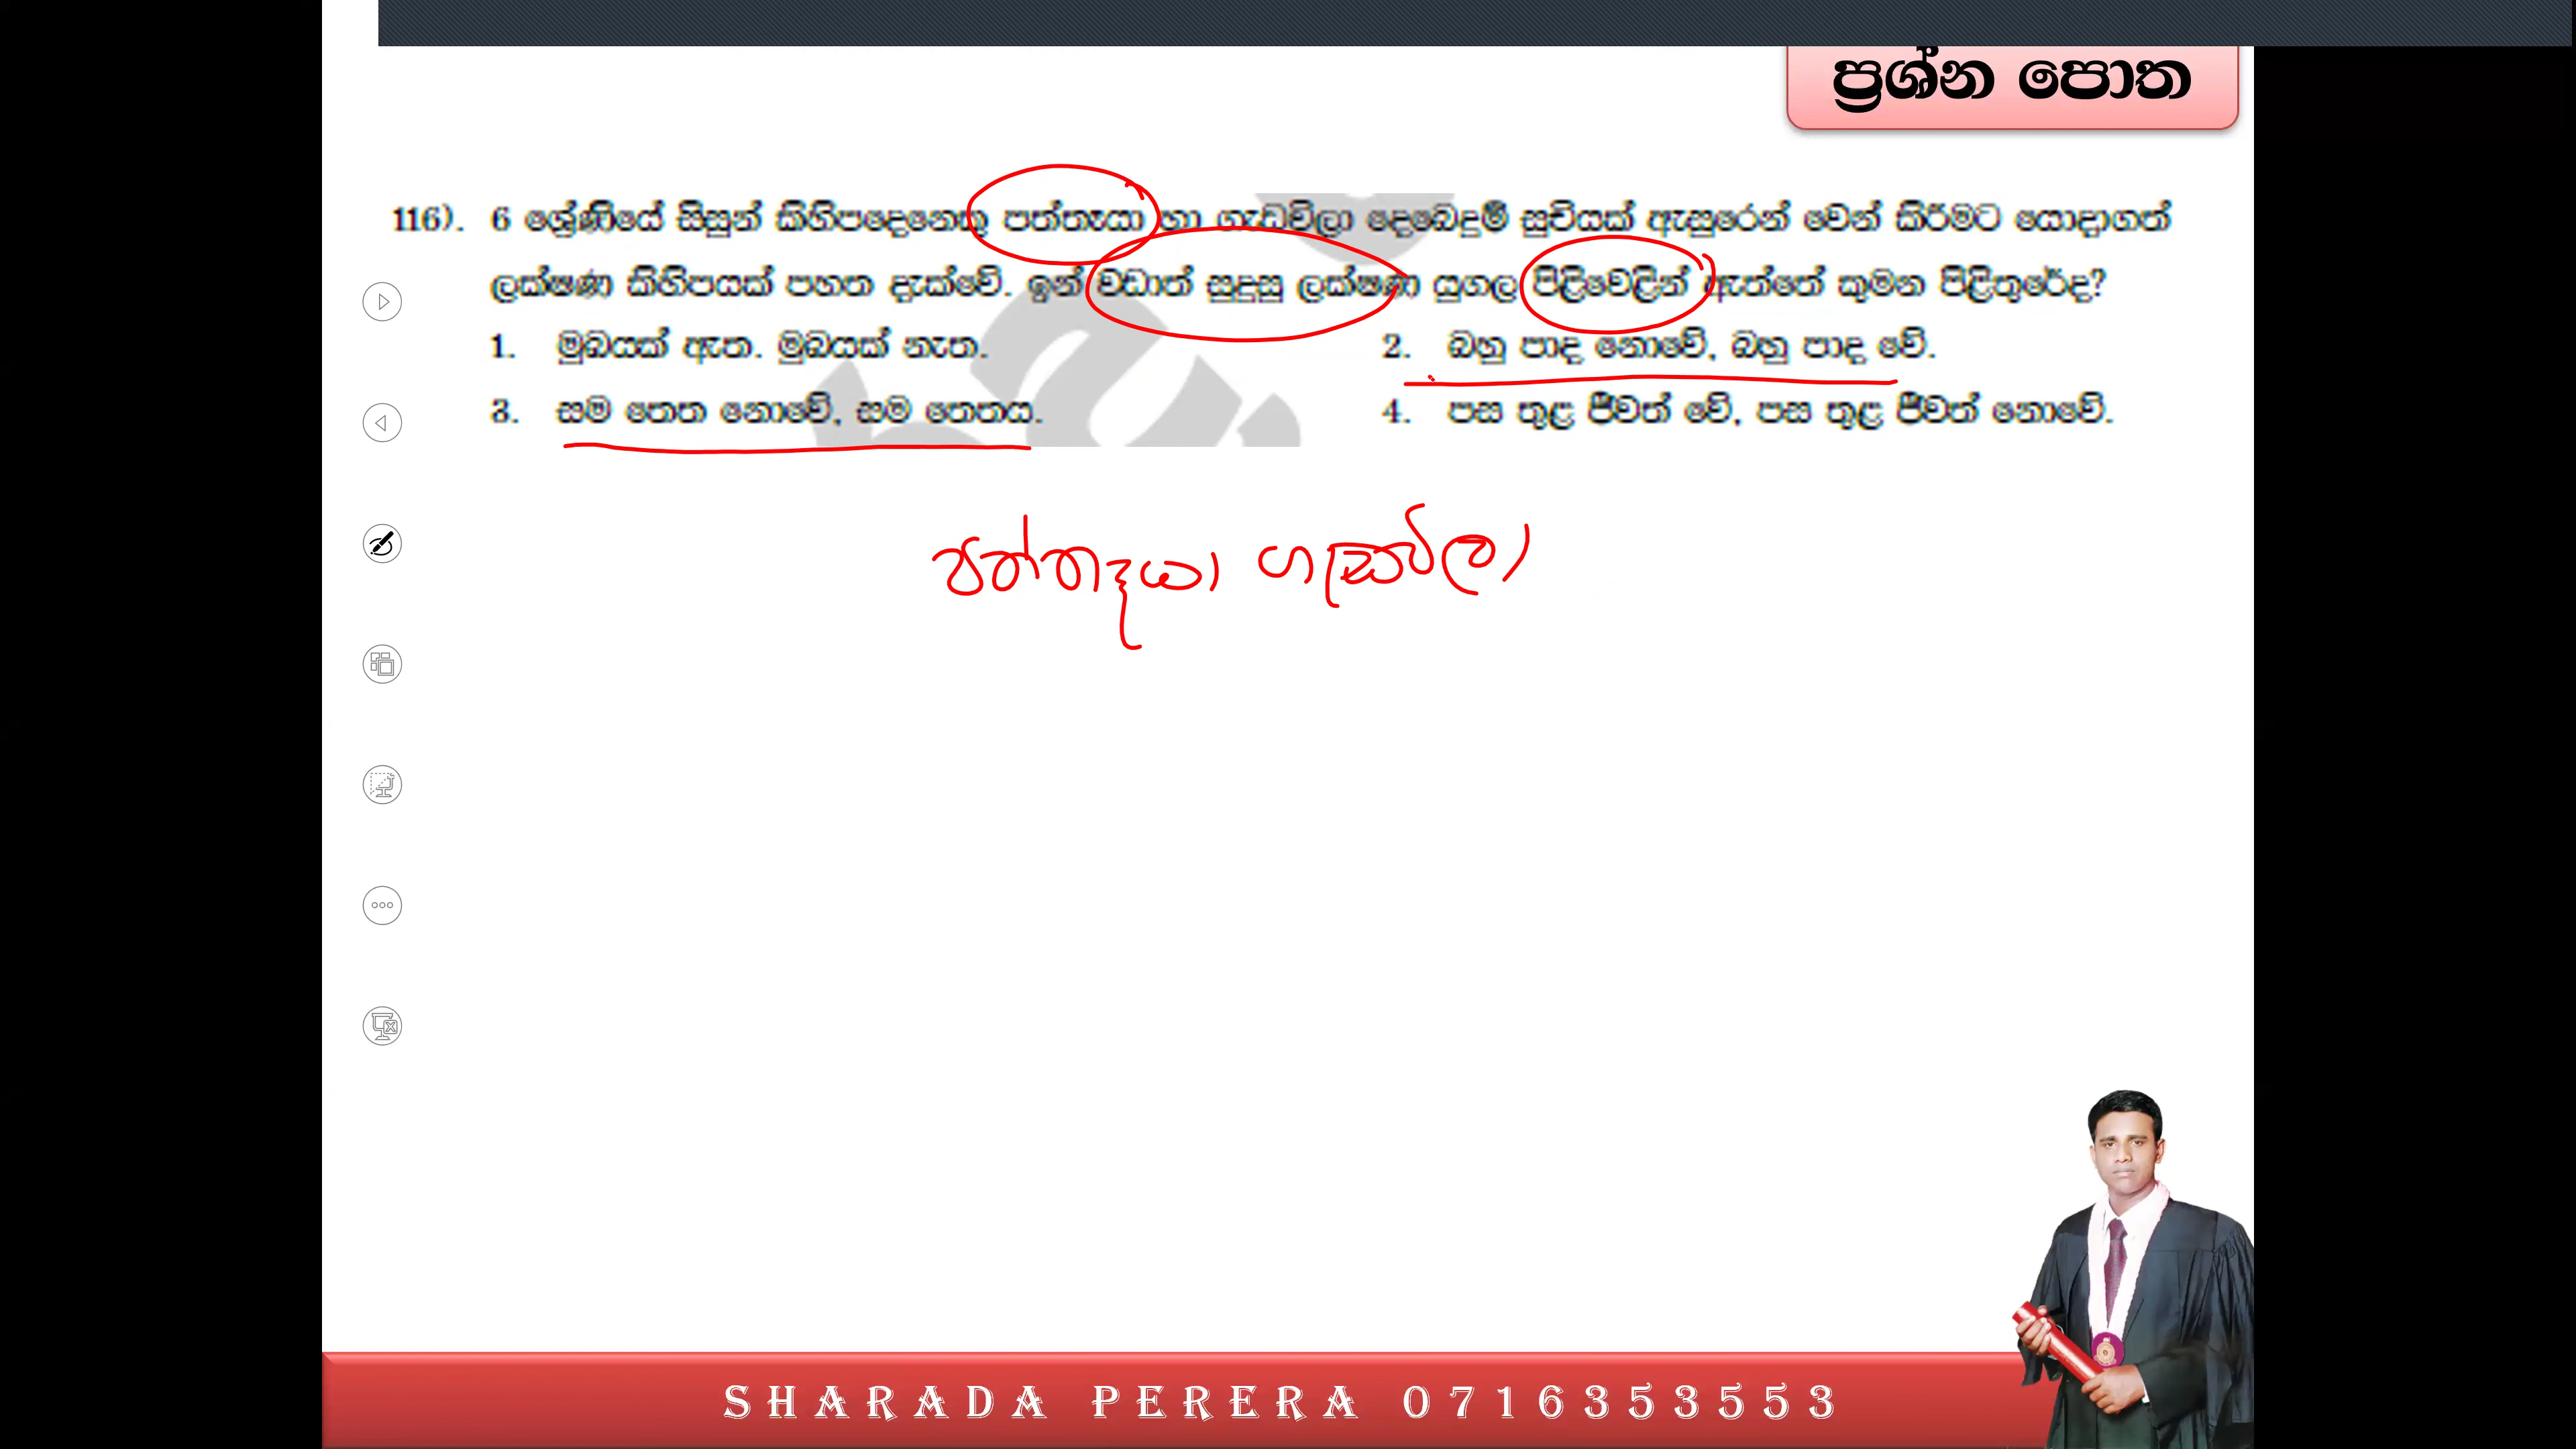 ප්‍රශ්න පොත
116). 6 ශ්‍රේණියේ සිසුන් කිහිපදෙනෙකු පත්තෑයා හා ගැඩවිලා දෙබෙදුම් සුචියක් ඇසුරෙන් වෙන් කිරීමට යොදාගත්
ලක්ෂණ කිහිපයක් පහත දැක්වේ. ඉන් වඩාත් සුදුසු ලක්ෂණ යුගල පිළිවෙළින් ඇත්තේ කුමන පිළිතුරේද?
1. මුඛයක් ඇත. මුඛයක් නැත.
2. බහු පාද නොවේ, බහු පාද වේ.
3. සම තෙත නොවේ, සම තෙතය.
4. පස තුළ ජීවත් වේ, පස තුළ ජීවත් නොවේ.
පත්තෑයා ගැඩවිලා
SHARADA PERERA 0716353553